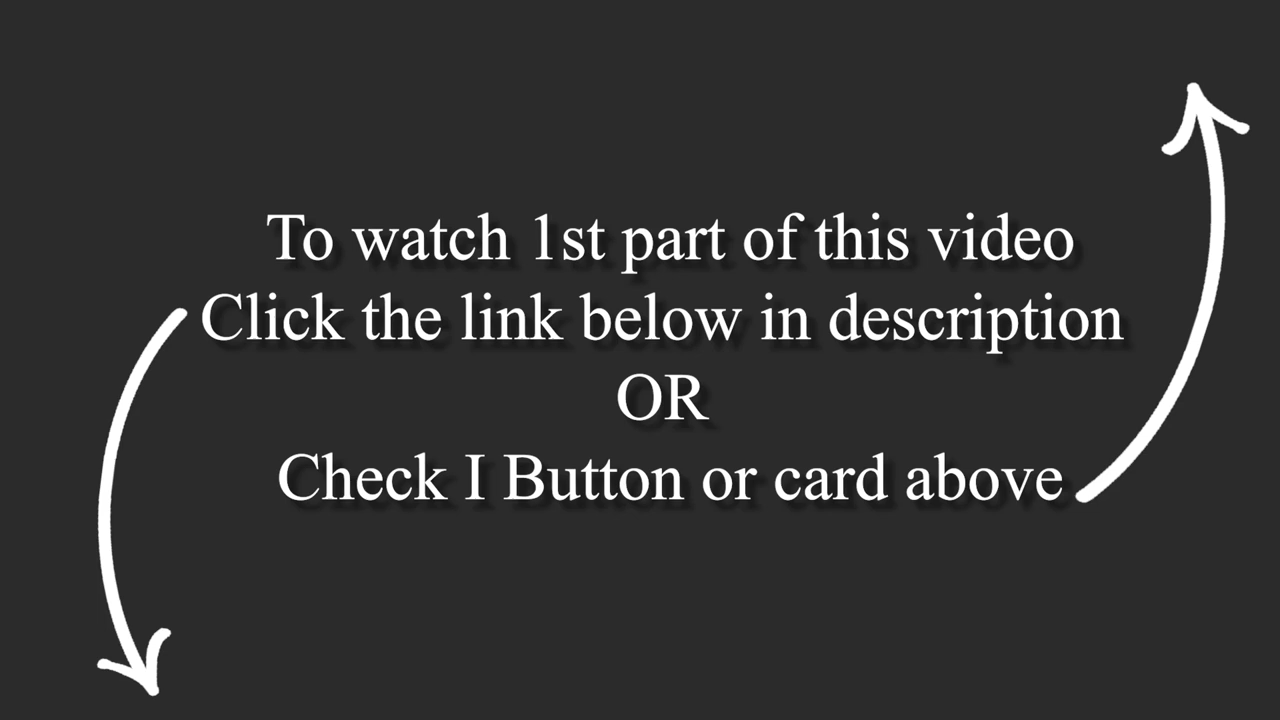 To watch 1st part of this video
Click the link below in description
OR
Check I Button or card above